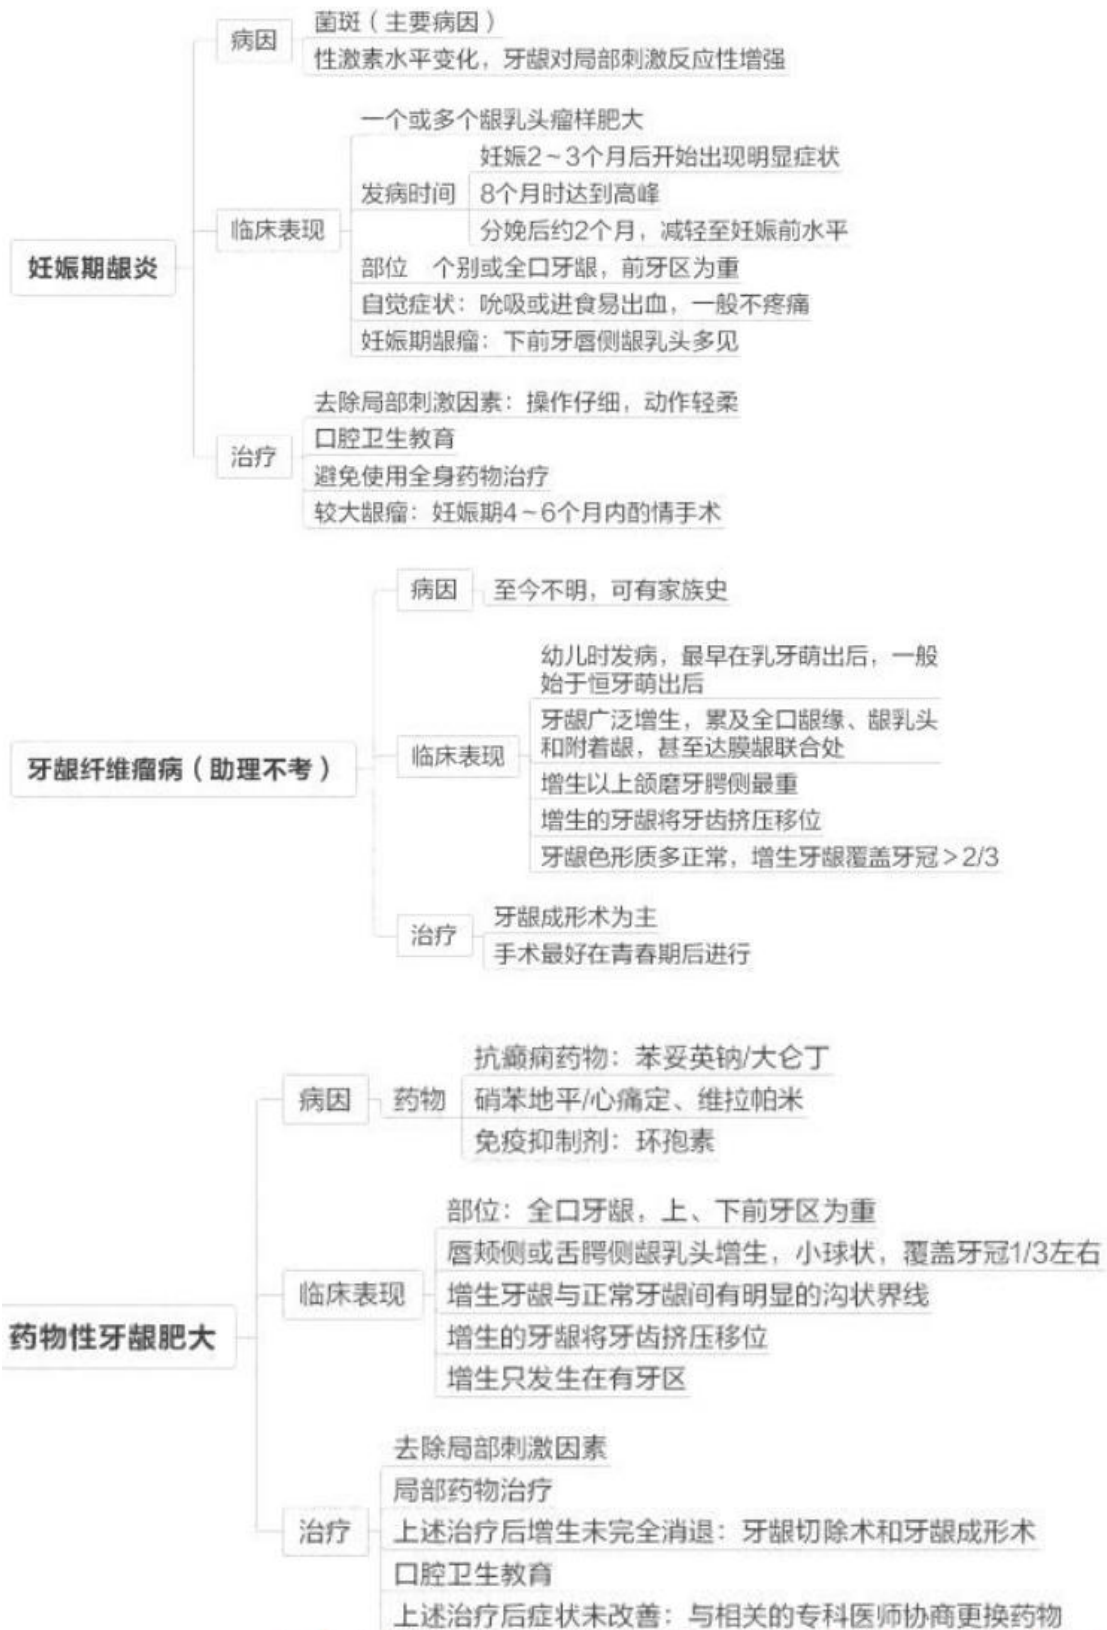 病因
菌斑（主要病因）
性激素水平变化，牙龈对局部刺激反应性增强
一个或多个龈乳头瘤样肥大
妊娠2~3个月后开始出现明显症状
发病时间
8个月时达到高峰
临床表现
分娩后约2个月，减轻至妊娠前水平
妊娠期龈炎
部位 个别或全口牙龈，前牙区为重
自觉症状：吮吸或进食易出血，一般不疼痛
妊娠期龈瘤：下前牙唇侧龈乳头多见
去除局部刺激因素：操作仔细，动作轻柔
口腔卫生教育
治疗
避免使用全身药物治疗
较大龈瘤：妊娠期4~6个月内酌情手术
病因
至今不明，可有家族史
幼儿时发病，最早在乳牙萌出后，一般
始于恒牙萌出后
牙龈广泛增生，累及全口龈缘、龈乳头
和附着龈，甚至达膜龈联合处
临床表现
牙龈纤维瘤病（助理不考）
增生以上颌磨牙腭侧最重
增生的牙龈将牙齿挤压移位
牙龈色形质多正常，增生牙龈覆盖牙冠>2/3
牙龈成形术为主
治疗
手术最好在青春期后进行
抗癫痫药物：苯妥英钠/大仑丁
病因
药物
硝苯地平/心痛定、维拉帕米
免疫抑制剂：环孢素
部位：全口牙龈，上、下前牙区为重
唇颊侧或舌腭侧龈乳头增生，小球状，覆盖牙冠1/3左右
临床表现
增生牙龈与正常牙龈间有明显的沟状界线
药物性牙龈肥大
增生的牙龈将牙齿挤压移位
增生只发生在有牙区
去除局部刺激因素
局部药物治疗
治疗
上述治疗后增生未完全消退：牙龈切除术和牙龈成形术
口腔卫生教育
上述治疗后症状未改善：与相关的专科医师协商更换药物